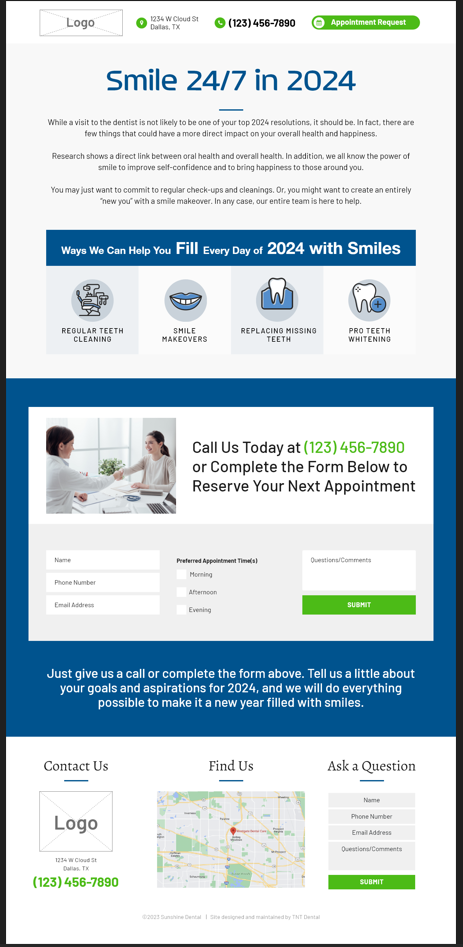 Logo
1234 W Cloud St
Dallas, TX
(123) 456-7890
Appointment Request
Smile 24/7 in 2024
While a visit to the dentist is not likely to be one of your top 2024 resolutions, it should be. In fact, there are
few things that could have a more direct impact on your overall health and happiness.
Research shows a direct link between oral health and overall health. In addition, we all know the power of
smile to improve self-confidence and to bring happiness to those around you.
You may just want to commit to regular check-ups and cleanings. Or, you might want to create an entirely
"new you" with a smile makeover. In any case, our entire team is here to help.
Ways We Can Help You Fill Every Day of 2024 with Smiles
REGULAR TEETH
CLEANING
SMILE
MAKEOVERS
REPLACING MISSING
TEETH
PRO TEETH
WHITENING
Call Us Today at (123) 456-7890
or Complete the Form Below to
Reserve Your Next Appointment
Name
Phone Number
Email Address
Preferred Appointment Time(s)
Morning
Afternoon
Evening
Questions/Comments
SUBMIT
Just give us a call or complete the form above. Tell us a little about
your goals and aspirations for 2024, and we will do everything
possible to make it a new year filled with smiles.
Contact Us
Logo
1234 W Cloud St
Dallas, TX
(123) 456-7890
Find Us
Ask a Question
Name
Phone Number
Email Address
Questions/Comments
SUBMIT
©2023 Sunshine Dental | Site designed and maintained by TNT Dental